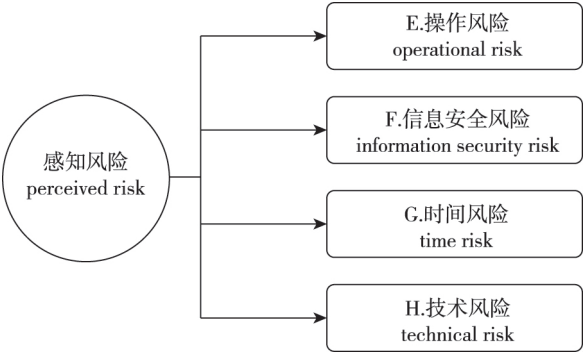 感知风险
perceived risk
E.操作风险
operational risk
F.信息安全风险
information security risk
G.时间风险
time risk
H.技术风险
technical risk